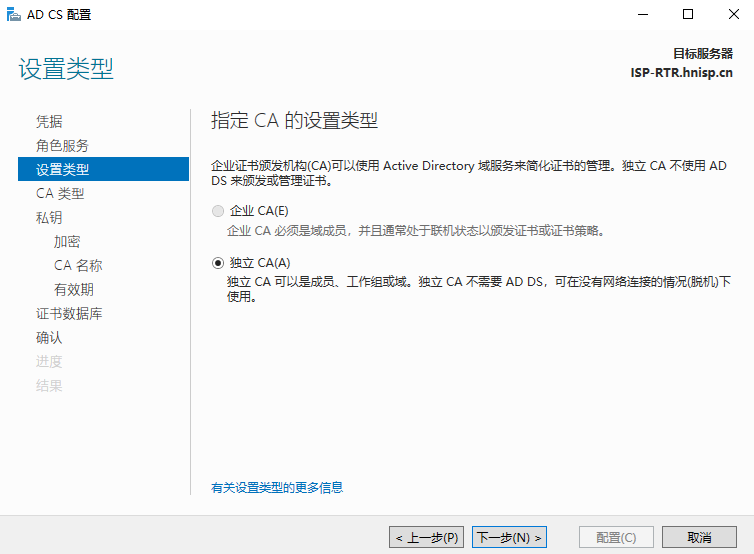 AD CS 配置
设置类型
目标服务器
ISP-RTR.hnisp.cn
凭据
角色服务
设置类型
CA 类型
私钥
加密
CA 名称
有效期
证书数据库
确认
进度
结果
指定 CA 的设置类型
企业证书颁发机构(CA)可以使用 Active Directory 域服务来简化证书的管理。独立 CA 不使用 AD
DS 来颁发或管理证书。
企业 CA(E)
企业 CA 必须是域成员，并且通常处于联机状态以颁发证书或证书策略。
独立 CA(A)
独立 CA 可以是成员、工作组或域。独立 CA 不需要 AD DS，可在没有网络连接的情况(脱机)下
使用。
有关设置类型的更多信息
< 上一步(P)
下一步(N) >
配置(C)
取消